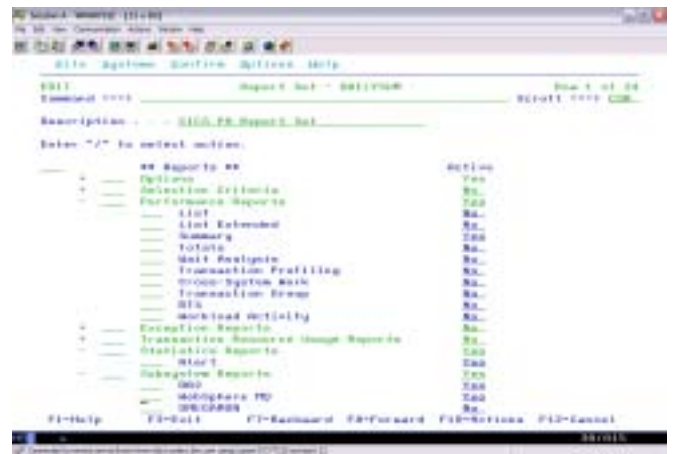 File Systems Confirm Options Help
EDIT Report Set - DAILYSUM Row 1 of 34
Command ===> Scroll ===> CSR
Description . . . CICS PA Report Set
Enter "/" to select action.
** Reports ** Active
+ Options Yes
+ Selection Criteria No
- Performance Reports Yes
List No
List Extended No
Summary Yes
Totals No
Wait Analysis No
Transaction Profiling No
Cross-System Work No
Transaction Group No
BTS No
Workload Activity No
+ Exception Reports No
+ Transaction Resource Usage Reports No
- Statistics Reports Yes
Alert Yes
- Subsystem Reports Yes
DB2 Yes
WebSphere MQ Yes
OMEGAMON No
F1=Help F3=Exit F7=Backward F8=Forward F10=Actions F12=Cancel